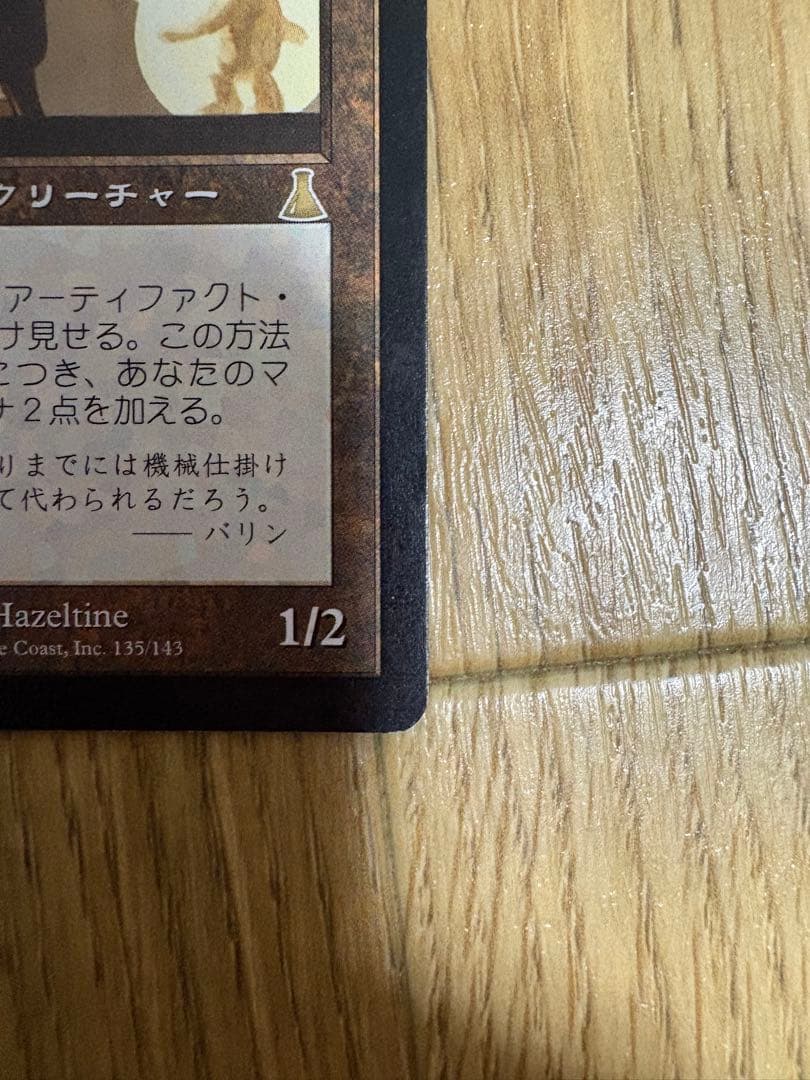 クリーチャー
アーティファクト・
け見せる。この方法
につき、あなたのマ
ナ２点を加える。
りまでには機械仕掛け
て代わられるだろう。
―― バリン
Hazeltine
e Coast, Inc. 135/143
1/2